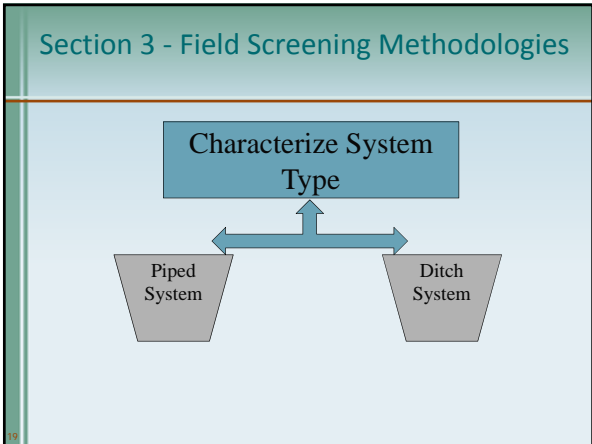 Section 3 - Field Screening Methodologies
Characterize System
Type
Piped
System
Ditch
System
19